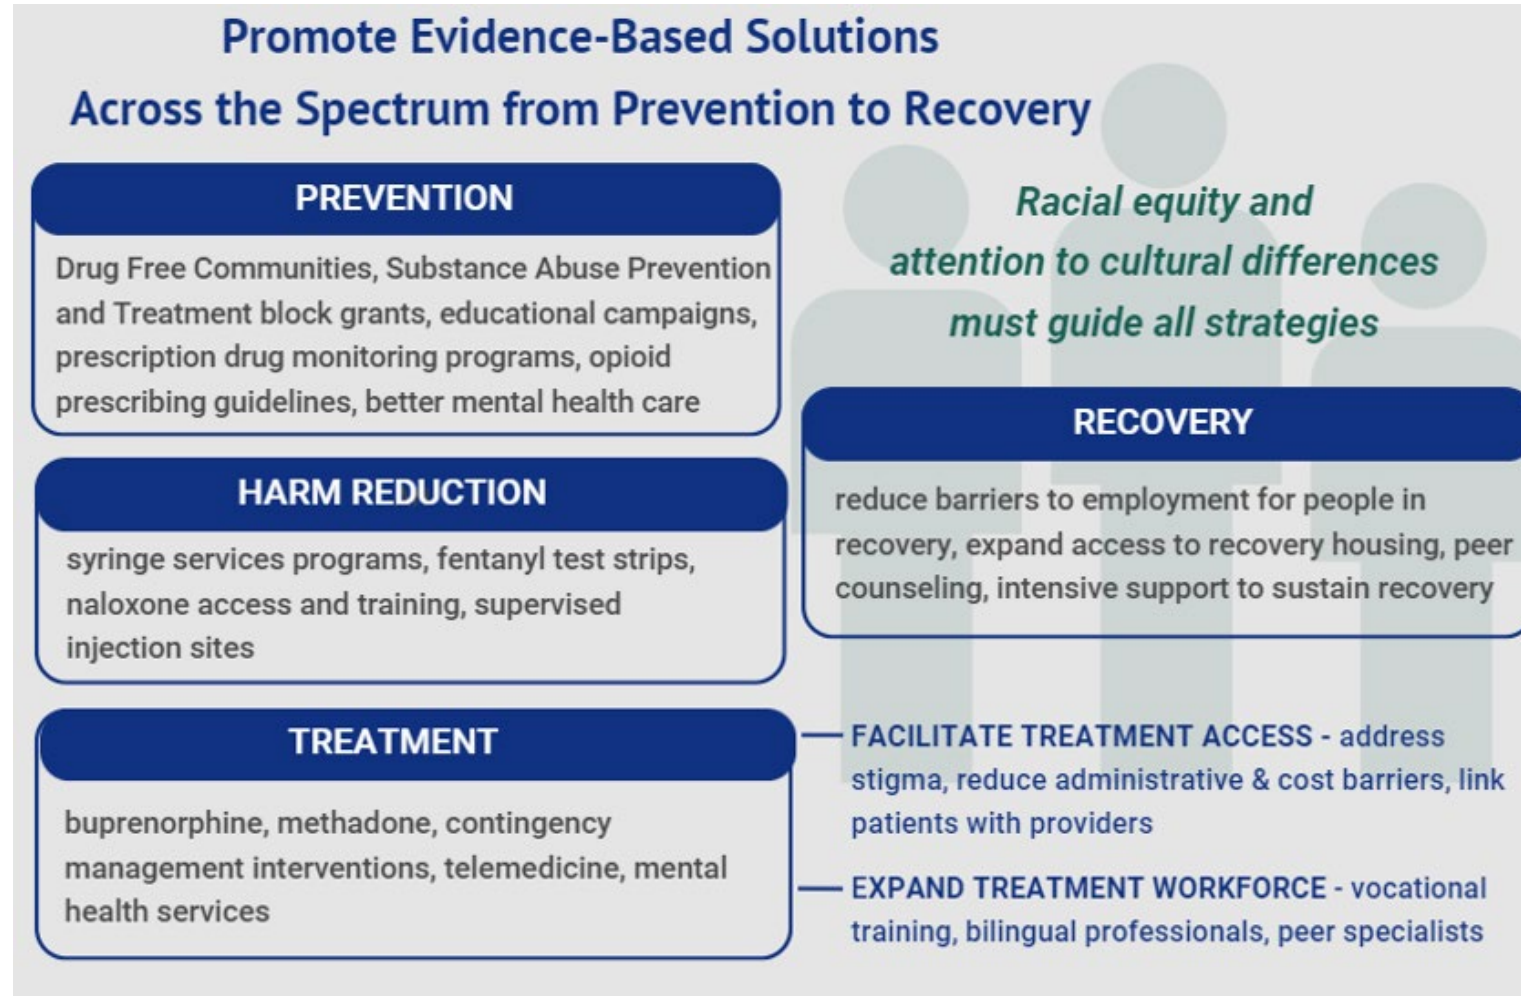 Promote Evidence-Based Solutions
Across the Spectrum from Prevention to Recovery
PREVENTION
Drug Free Communities, Substance Abuse Prevention
and Treatment block grants, educational campaigns,
prescription drug monitoring programs, opioid
prescribing guidelines, better mental health care
Racial equity and
attention to cultural differences
must guide all strategies
HARM REDUCTION
syringe services programs, fentanyl test strips,
naloxone access and training, supervised
injection sites
RECOVERY
reduce barriers to employment for people in
recovery, expand access to recovery housing, peer
counseling, intensive support to sustain recovery
TREATMENT
buprenorphine, methadone, contingency
management interventions, telemedicine, mental
health services
FACILITATE TREATMENT ACCESS - address
stigma, reduce administrative & cost barriers, link
patients with providers
EXPAND TREATMENT WORKFORCE - vocational
training, bilingual professionals, peer specialists